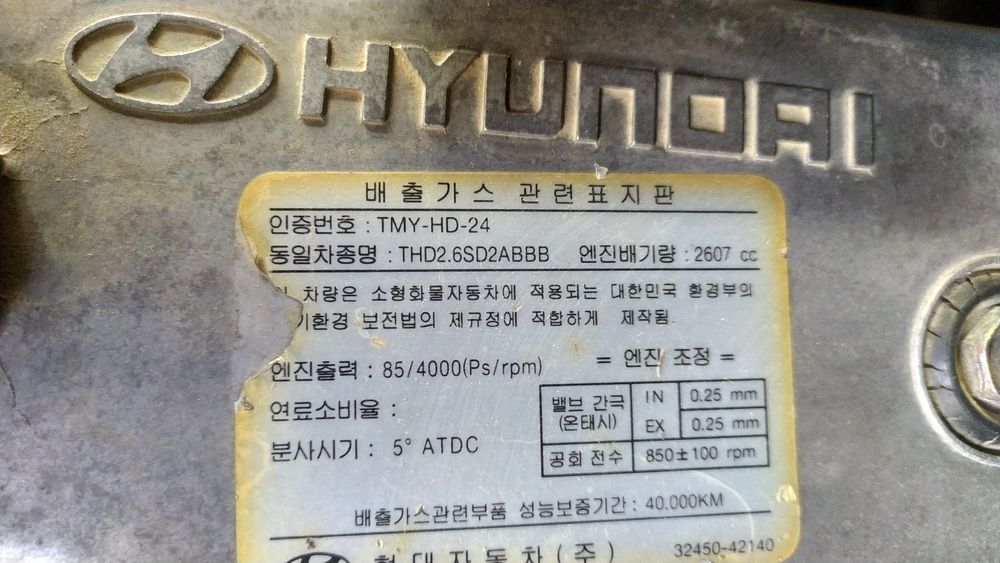 HYUNDAI
배출가스 관련표지판
인증번호 : TMY-HD-24
동일차종명 : THD2.6SD2ABBB 엔진배기량 : 2607 cc
차량은 소형화물자동차에 적용되는 대한민국 환경부의
기환경 보전법의 제규정에 적합하게 제작됨.
엔진출력 : 85/4000(Ps/rpm) = 엔진 조정 =
연료소비율 :
밸브 간극 (온태시) IN 0.25 mm
EX 0.25 mm
분사시기 : 5° ATDC
공회 전수 850±100 rpm
배출가스관련부품 성능보증기간 : 40.000KM
현대자동차(주) 32450-42140